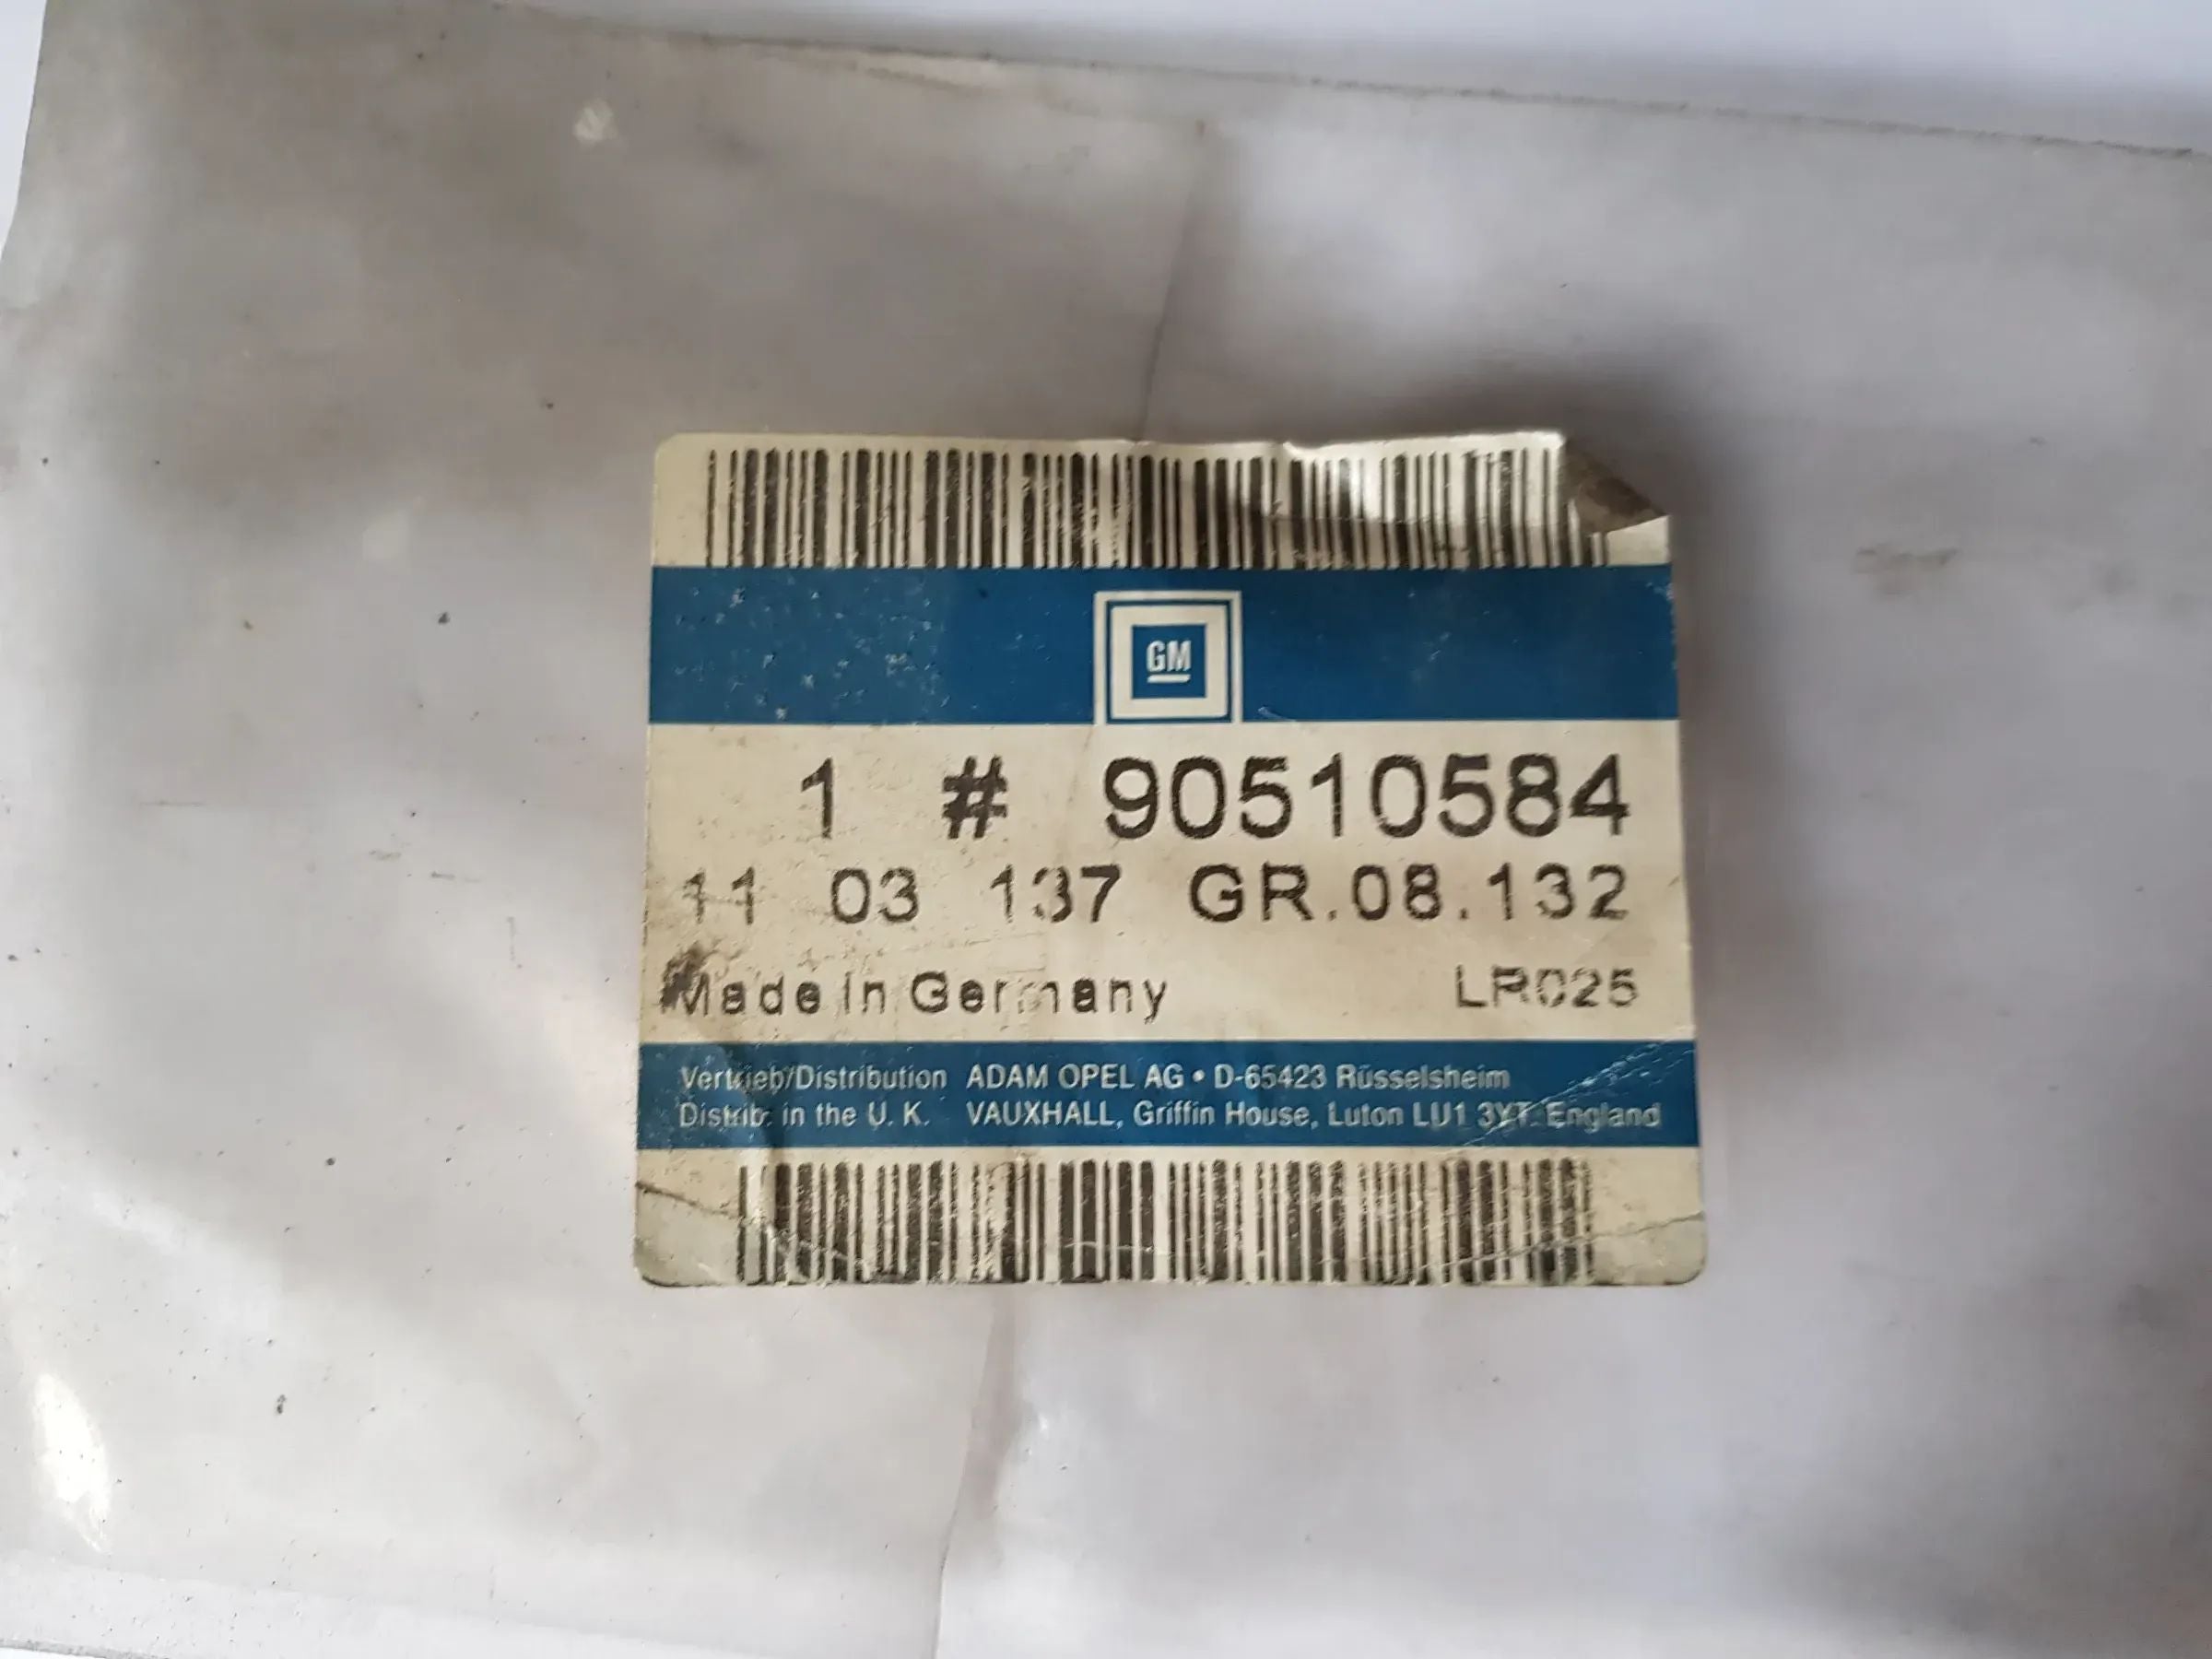 GM
1 # 90510584
11 03 137 GR.08.132
Made in Germany LR025
Vertrieb/Distribution ADAM OPEL AG • D-65423 Rüsselsheim
Distrib. in the U. K. VAUXHALL, Griffin House, Luton LU1 3YT England